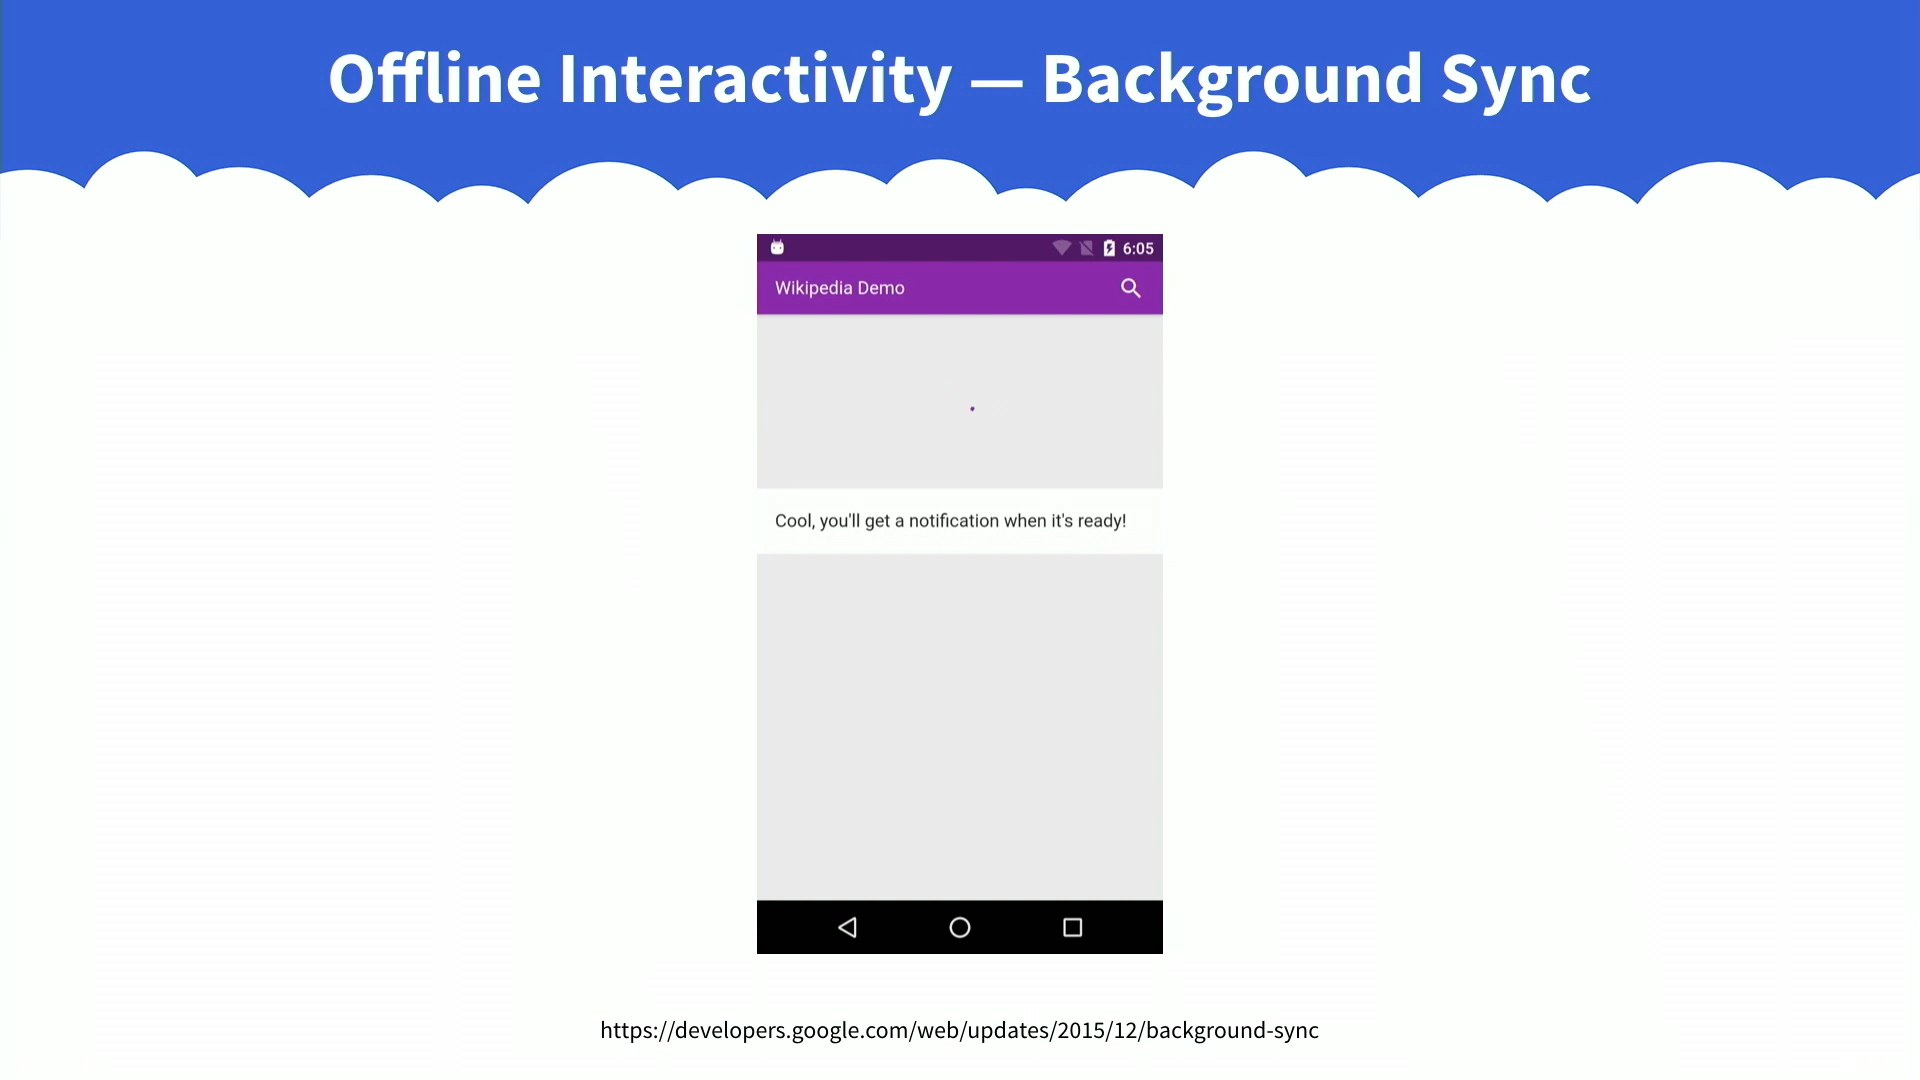 Offline Interactivity — Background Sync
6:05
Wikipedia Demo
Cool, you'll get a notification when it's ready!
https://developers.google.com/web/updates/2015/12/background-sync